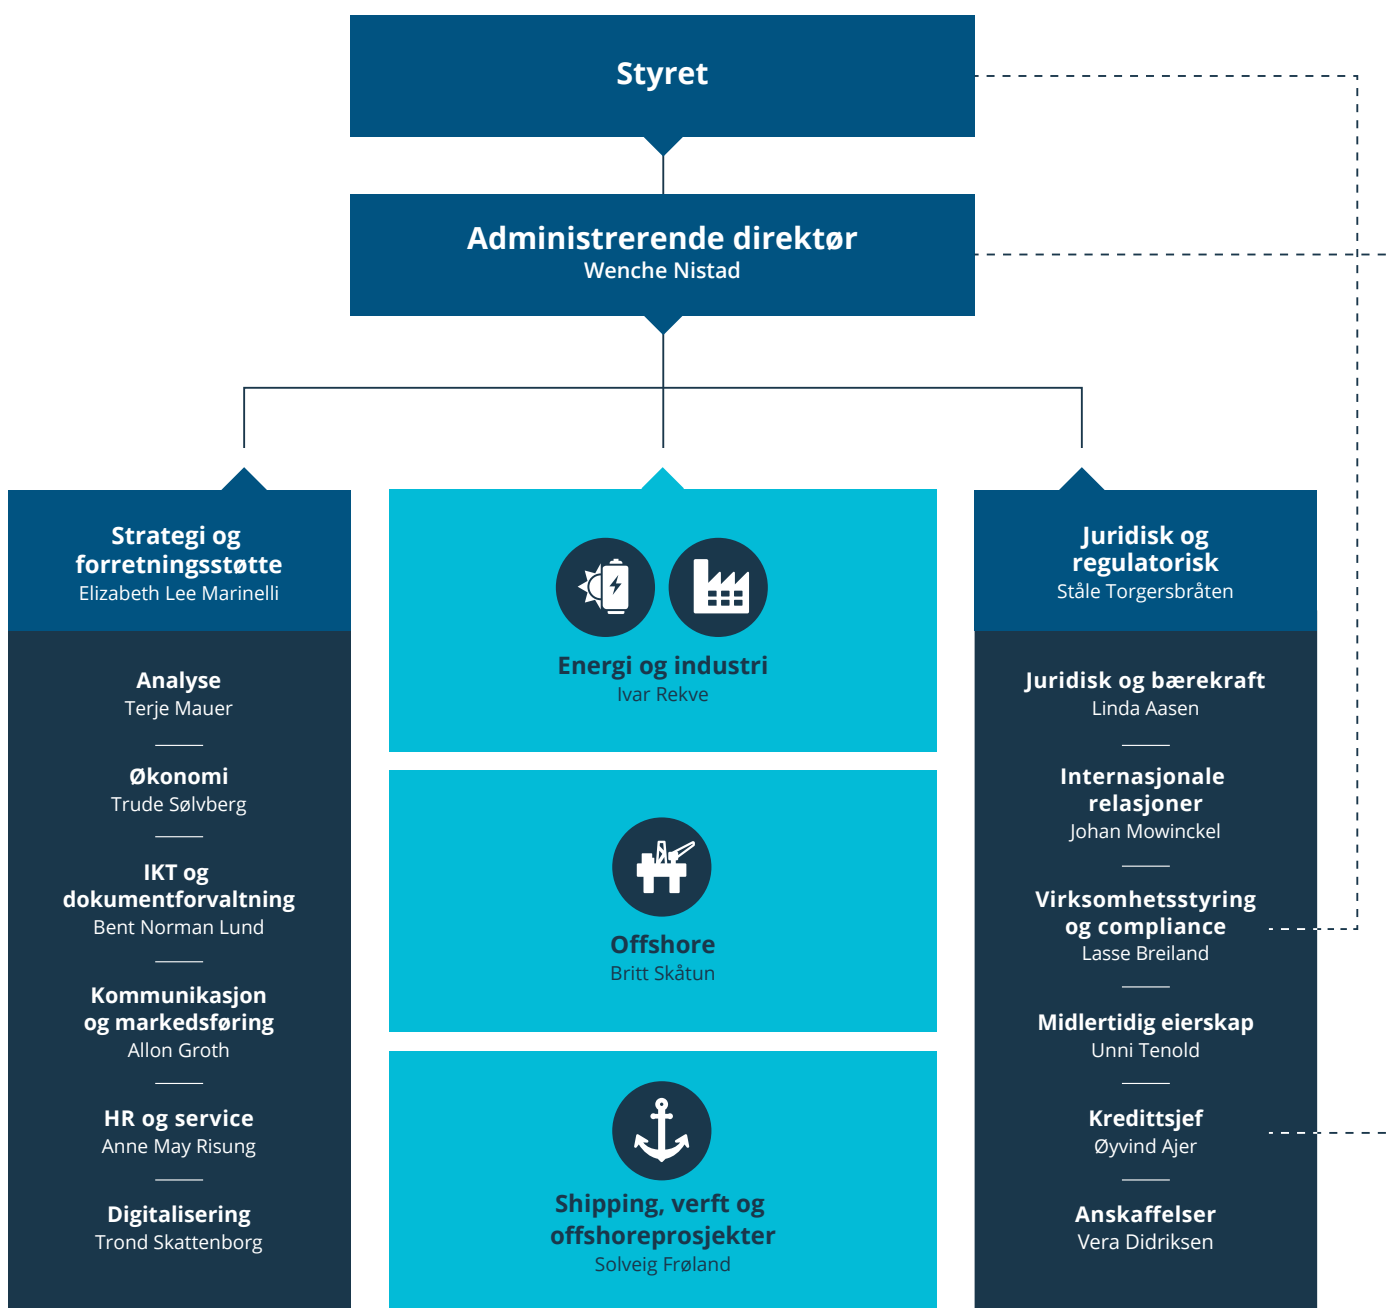 Styret
Administrerende direktør
Wenche Nistad
Strategi og
forretningsstøtte
Elizabeth Lee Marinelli
Analyse
Terje Mauer
Økonomi
Trude Sølvberg
IKT og
dokumentforvaltning
Bent Norman Lund
Kommunikasjon
og markedsføring
Allon Groth
HR og service
Anne May Risung
Digitalisering
Trond Skattenborg
Energi og industri
Ivar Rekve
Offshore
Britt Skåtun
Shipping, verft og
offshoreprosjekter
Solveig Frøland
Juridisk og
regulatorisk
Ståle Torgersbråten
Juridisk og bærekraft
Linda Aasen
Internasjonale
relasjoner
Johan Mowinckel
Virksomhetsstyring
og compliance
Lasse Breiland
Midlertidig eierskap
Unni Tenold
Kredittsjef
Øyvind Ajer
Anskaffelser
Vera Didriksen